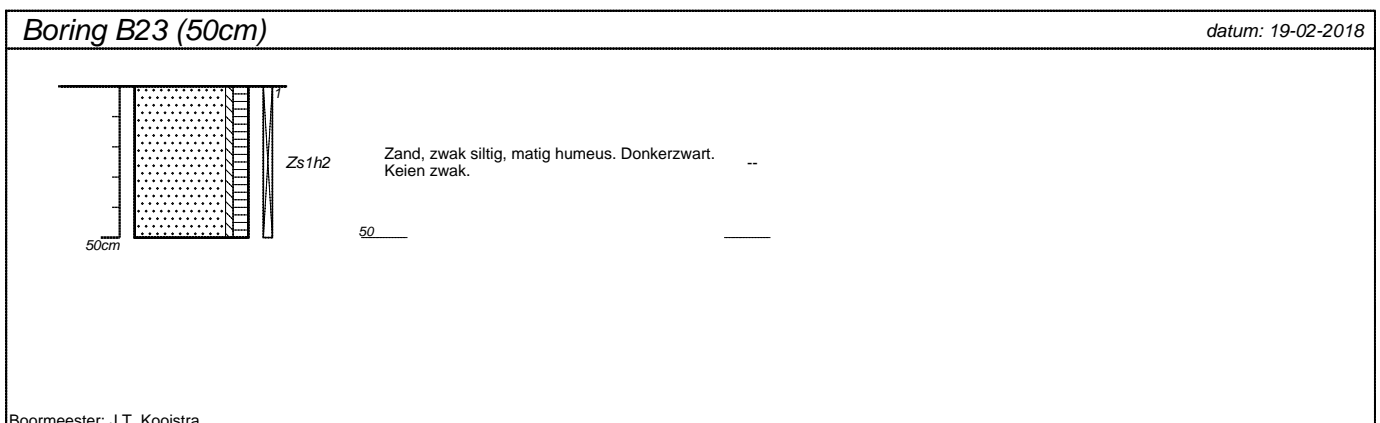 Boring B23 (50cm)
datum: 19-02-2018
1
Zs1h2
Zand, zwak siltig, matig humeus. Donkerzwart.
Keien zwak.
--
50cm
50
Boormeester: J.T. Kooistra